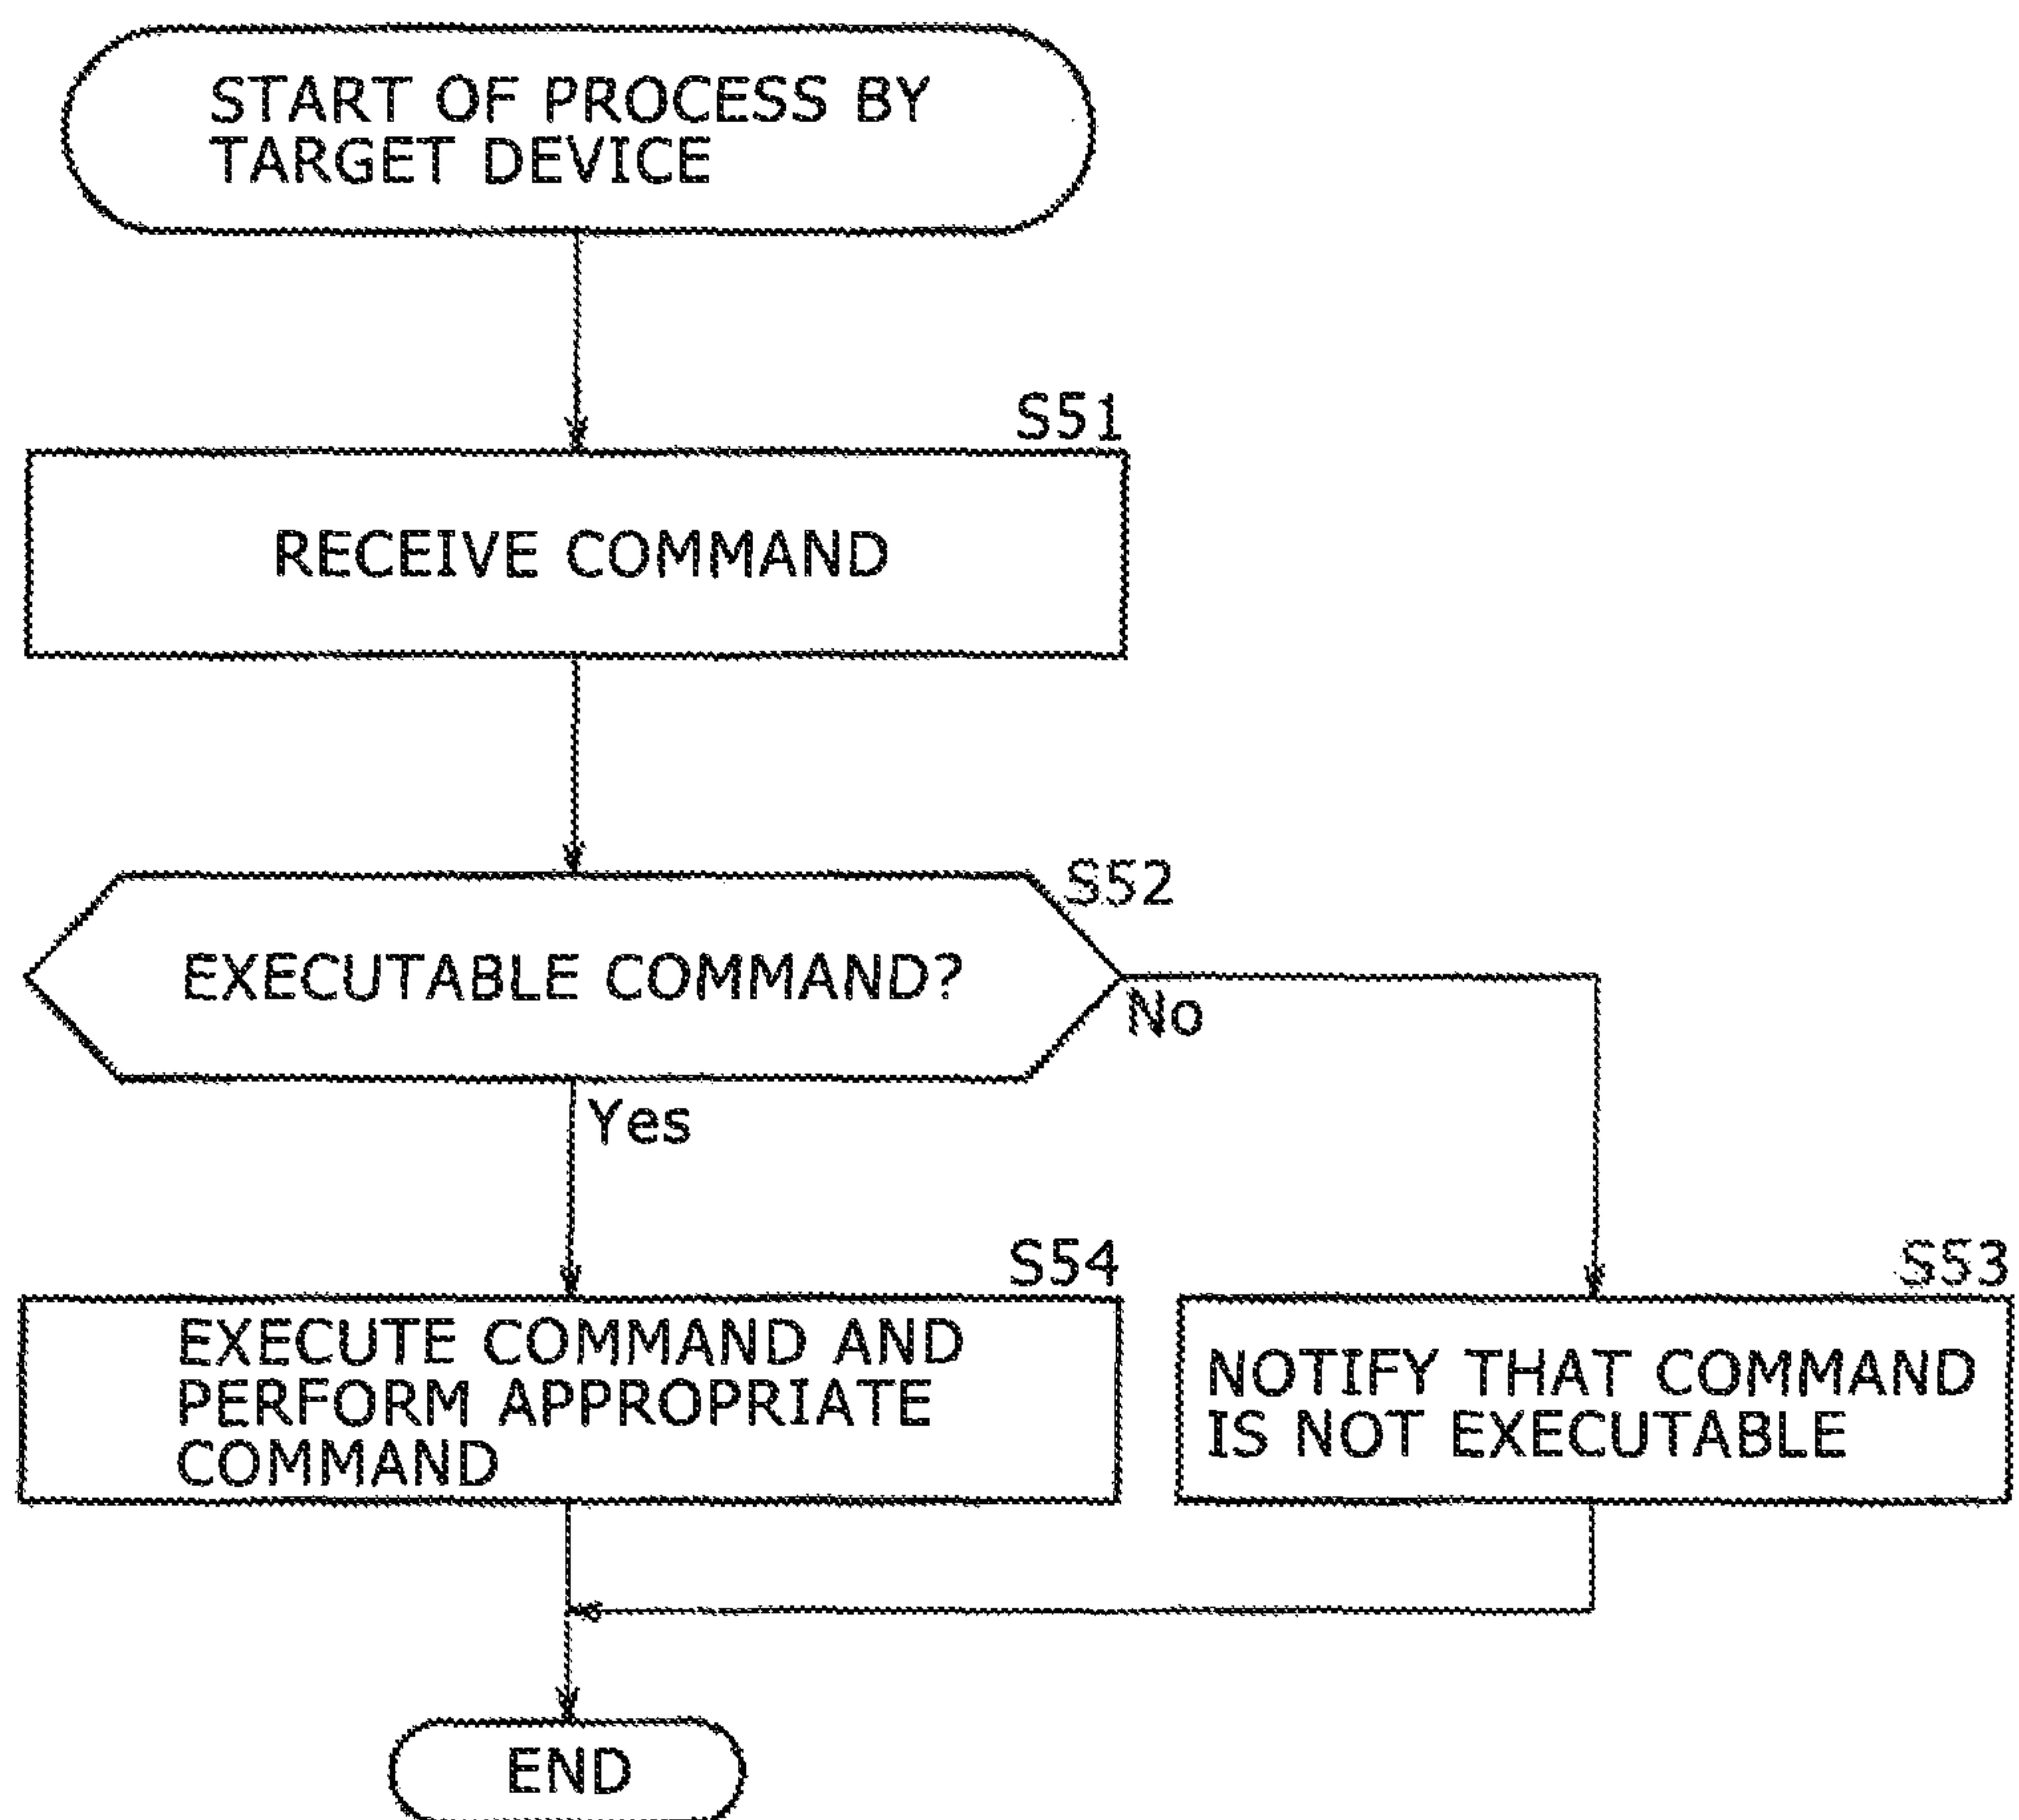 START OF PROCESS BY
TARGET DEVICE
S51
RECEIVE COMMAND
S52
EXECUTABLE COMMAND?
No
Yes
S54
EXECUTE COMMAND AND
PERFORM APPROPRIATE
COMMAND
S53
NOTIFY THAT COMMAND
IS NOT EXECUTABLE
END